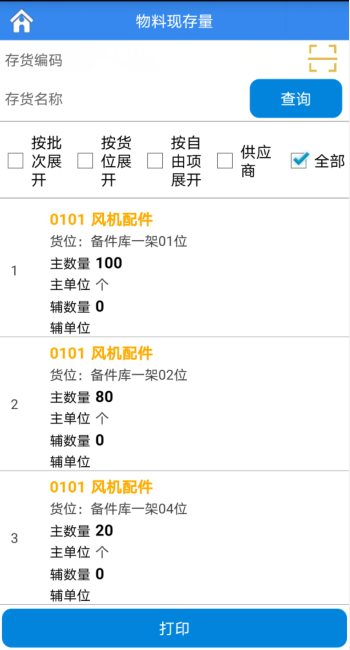 物料现存量
存货编码
存货名称
查询
按批次展开
按货位展开
按自由项展开
供应商
全部
0101 风机配件
货位：备件库一架01位
1
主数量 100
主单位 个
辅数量 0
辅单位
0101 风机配件
货位：备件库一架02位
2
主数量 80
主单位 个
辅数量 0
辅单位
0101 风机配件
货位：备件库一架04位
3
主数量 20
主单位 个
辅数量 0
辅单位
打印